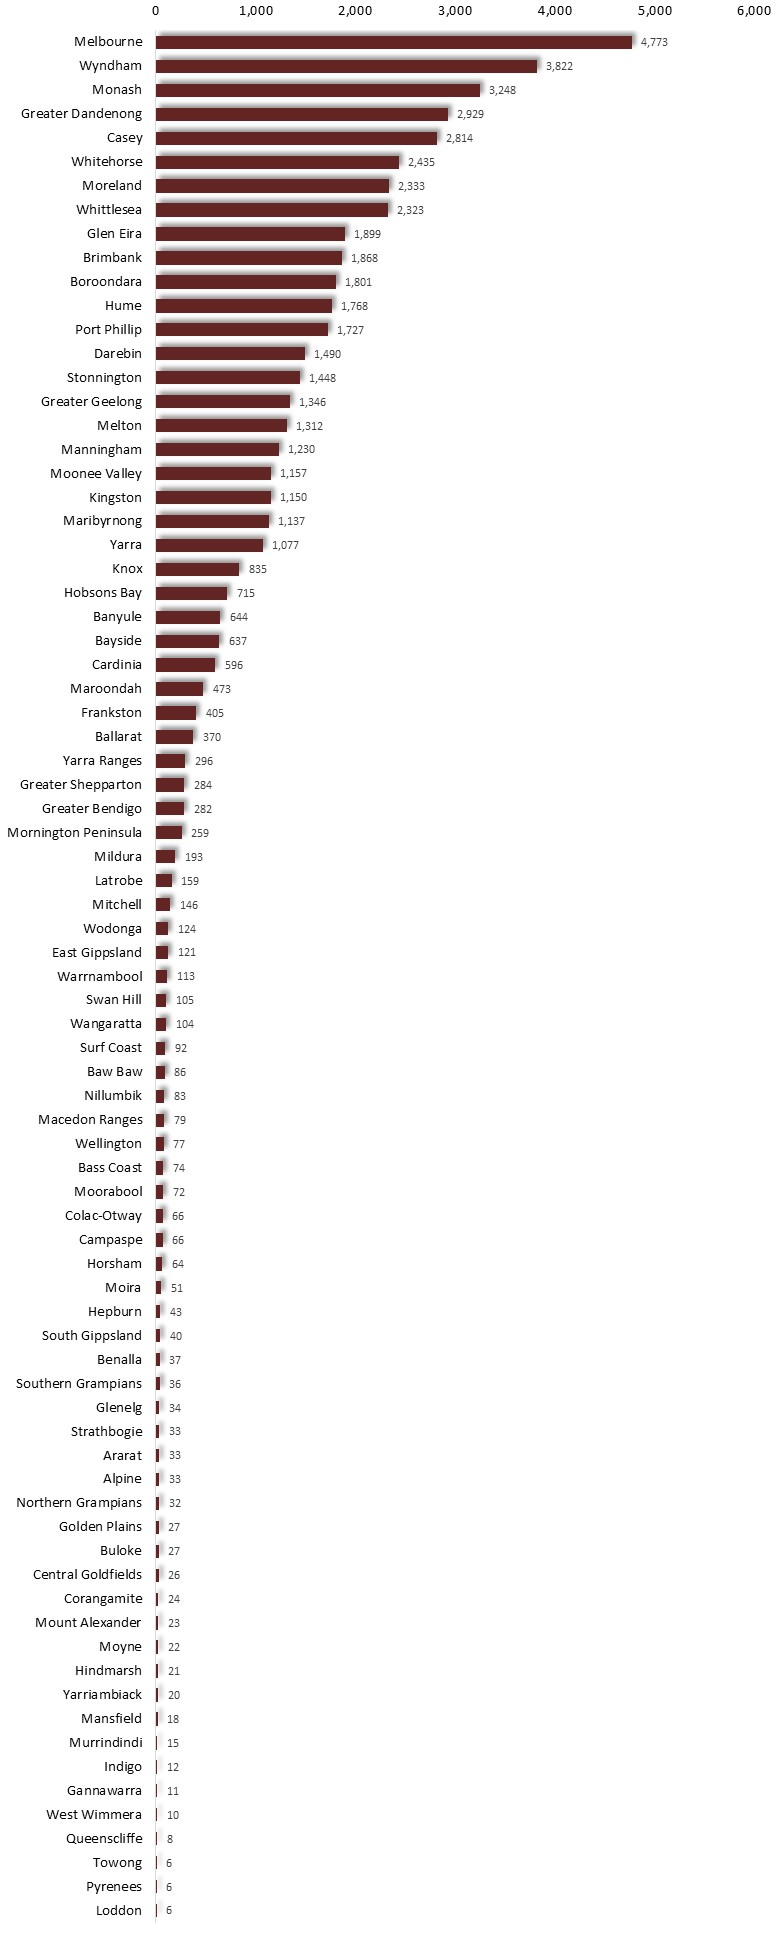 0 1,000 2,000 3,000 4,000 5,000 6,000
Melbourne 4,773
Wyndham 3,822
Monash 3,248
Greater Dandenong 2,929
Casey 2,814
Whitehorse 2,435
Moreland 2,333
Whittlesea 2,323
Glen Eira 1,899
Brimbank 1,868
Boroondara 1,801
Hume 1,768
Port Phillip 1,727
Darebin 1,490
Stonnington 1,448
Greater Geelong 1,346
Melton 1,312
Manningham 1,230
Moonee Valley 1,157
Kingston 1,150
Maribyrnong 1,137
Yarra 1,077
Knox 835
Hobsons Bay 715
Banyule 644
Bayside 637
Cardinia 596
Maroondah 473
Frankston 405
Ballarat 370
Yarra Ranges 296
Greater Shepparton 284
Greater Bendigo 282
Mornington Peninsula 259
Mildura 193
Latrobe 159
Mitchell 146
Wodonga 124
East Gippsland 121
Warrnambool 113
Swan Hill 105
Wangaratta 104
Surf Coast 92
Baw Baw 86
Nillumbik 83
Macedon Ranges 79
Wellington 77
Bass Coast 74
Moorabool 72
Colac-Otway 66
Campaspe 66
Horsham 64
Moira 51
Hepburn 43
South Gippsland 40
Benalla 37
Southern Grampians 36
Glenelg 34
Strathbogie 33
Ararat 33
Alpine 33
Northern Grampians 32
Golden Plains 27
Buloke 27
Central Goldfields 26
Corangamite 24
Mount Alexander 23
Moyne 22
Hindmarsh 21
Yarriambiack 20
Mansfield 18
Murrindindi 15
Indigo 12
Gannawarra 11
West Wimmera 10
Queenscliffe 8
Towong 6
Pyrenees 6
Loddon 6